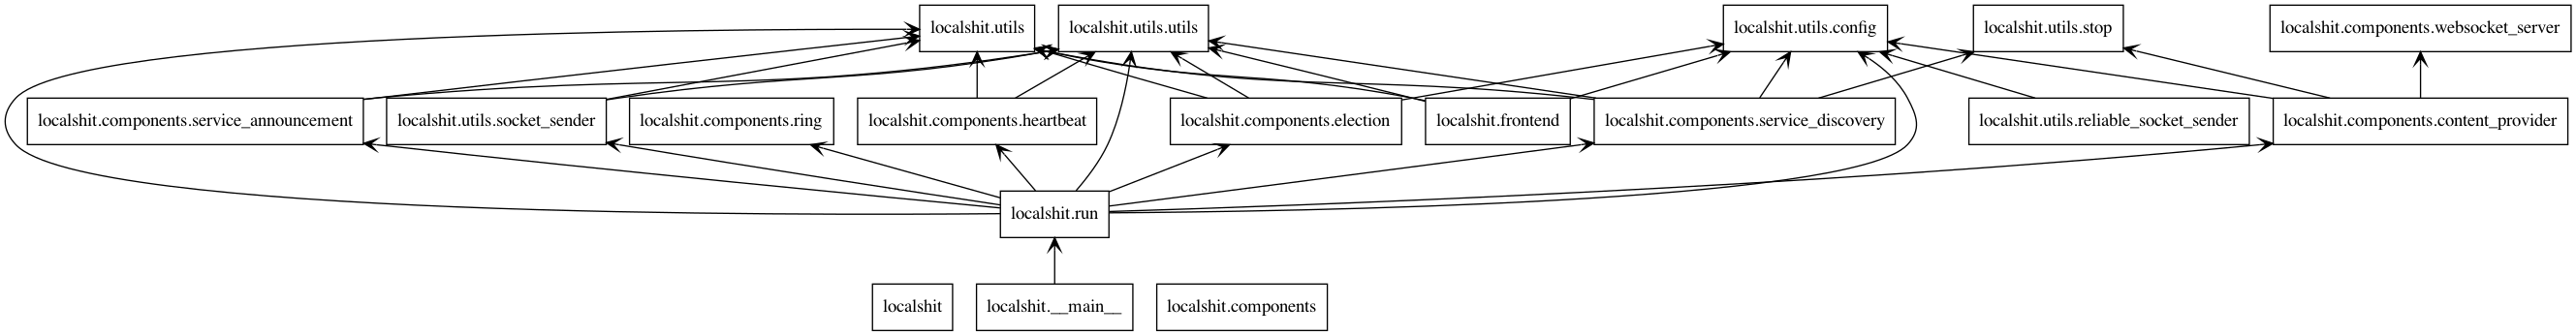 localshit.utils
localshit.utils.utils
localshit.utils.config
localshit.utils.stop
localshit.components.websocket_server
localshit.components.service_announcement
localshit.utils.socket_sender
localshit.components.ring
localshit.components.heartbeat
localshit.components.election
localshit.frontend
localshit.components.service_discovery
localshit.utils.reliable_socket_sender
localshit.components.content_provider
localshit.run
localshit
localshit.__main__
localshit.components